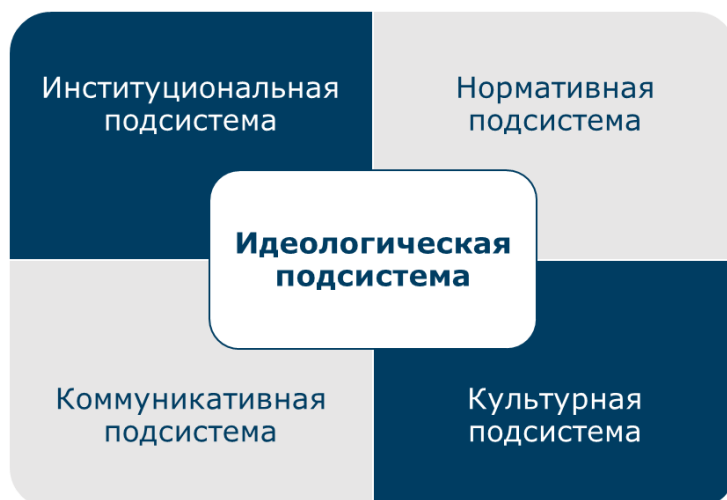 Институциональная
подсистема
Нормативная
подсистема
Идеологическая
подсистема
Коммуникативная
подсистема
Культурная
подсистема